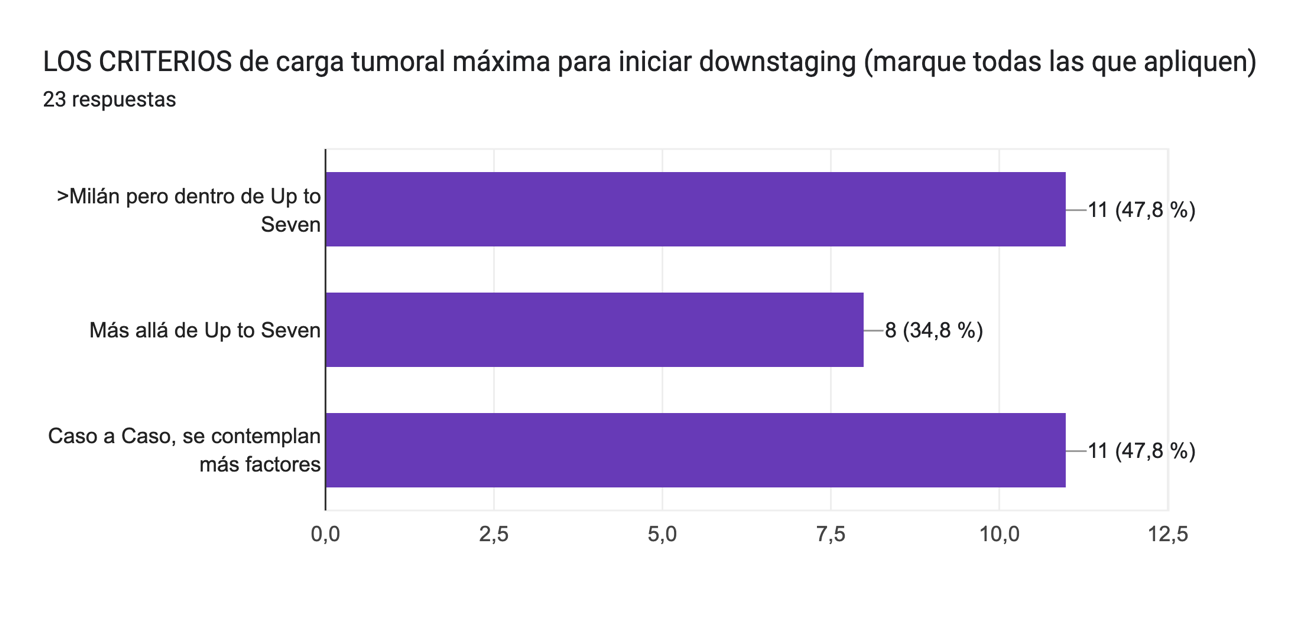 LOS CRITERIOS de carga tumoral máxima para iniciar downstaging (marque todas las que apliquen)
23 respuestas
>Milán pero dentro de Up to
Seven
11 (47,8 %)
Más allá de Up to Seven
8 (34,8 %)
Caso a Caso, se contemplan
más factores
11 (47,8 %)
0,0 2,5 5,0 7,5 10,0 12,5